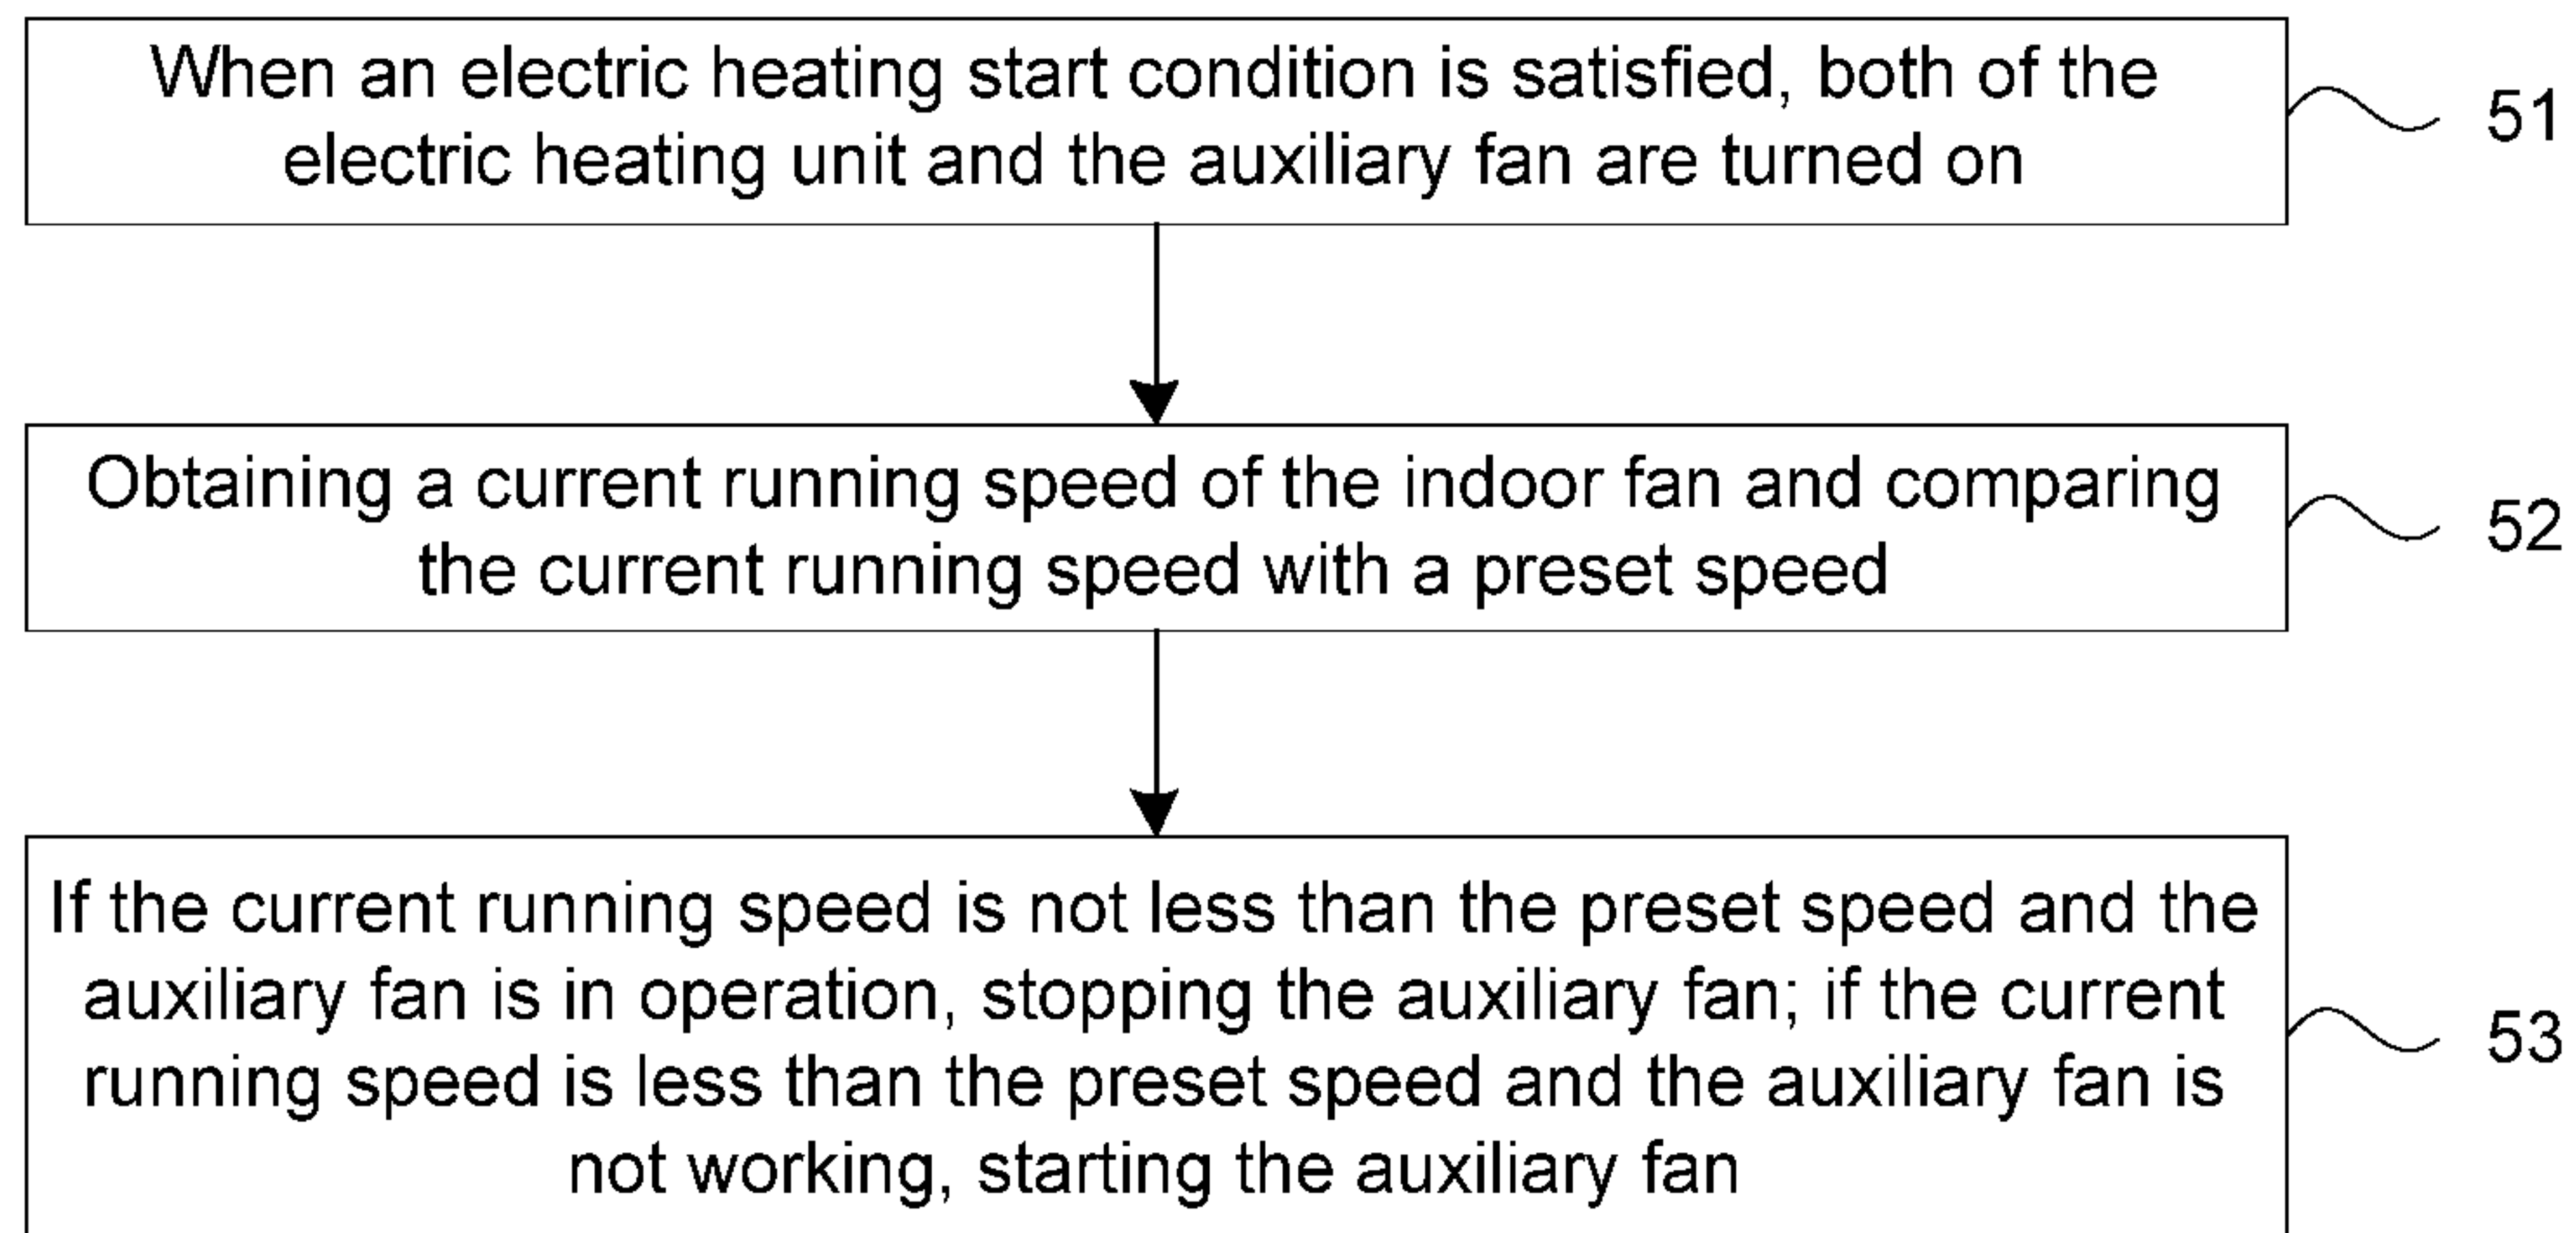 When an electric heating start condition is satisfied, both of the
electric heating unit and the auxiliary fan are turned on
51
Obtaining a current running speed of the indoor fan and comparing
the current running speed with a preset speed
52
If the current running speed is not less than the preset speed and the
auxiliary fan is in operation, stopping the auxiliary fan; if the current
running speed is less than the preset speed and the auxiliary fan is
not working, starting the auxiliary fan
53